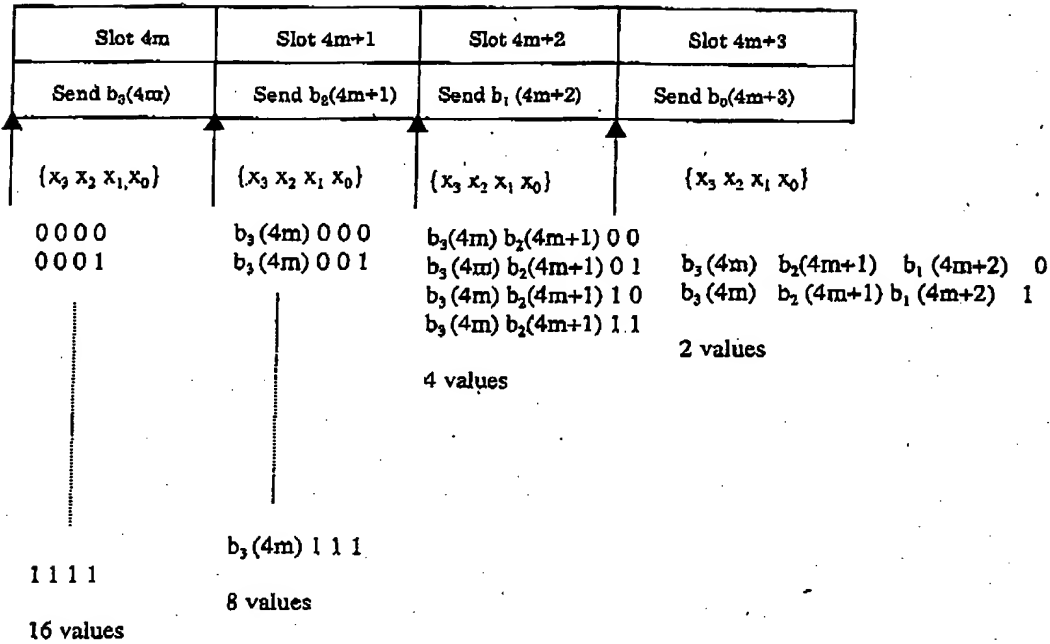 Slot 4m Slot 4m+1 Slot 4m+2 Slot 4m+3
Send b₃(4m) Send b₂(4m+1) Send b₁ (4m+2) Send b₀(4m+3)
{x₃ x₂ x₁,x₀} {x₃ x₂ x₁ x₀} {x₃ x₂ x₁ x₀} {x₃ x₂ x₁ x₀}
0 0 0 0 b₃(4m) 0 0 0 b₃(4m) b₂(4m+1) 0 0
0 0 0 1 b₃(4m) 0 0 1 b₃(4m) b₂(4m+1) 0 1 b₃(4m) b₂(4m+1) b₁ (4m+2) 0
b₃(4m) b₂(4m+1) 1 0 b₃(4m) b₂ (4m+1) b₁ (4m+2) 1
b₃(4m) b₂(4m+1) 1 1
2 values
4 values
b₃(4m) 1 1 1
1 1 1 1
8 values
16 values